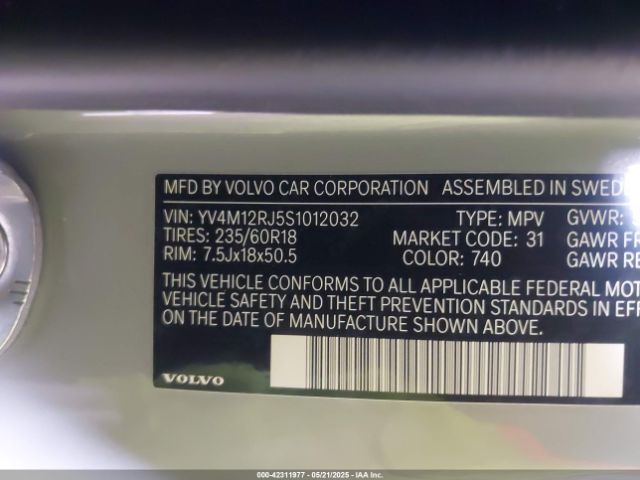 MFD BY VOLVO CAR CORPORATION ASSEMBLED IN SWED
VIN: YV4M12RJ5S1012032 TYPE: MPV GVWR:
TIRES: 235/60R18 MARKET CODE: 31 GAWR FR
RIM: 7.5Jx18x50.5 COLOR: 740 GAWR RE
THIS VEHICLE CONFORMS TO ALL APPLICABLE FEDERAL MOT
VEHICLE SAFETY AND THEFT PREVENTION STANDARDS IN EFF
ON THE DATE OF MANUFACTURE SHOWN ABOVE.
VOLVO
000-42311977 - 05/21/2025 - IAA Inc.